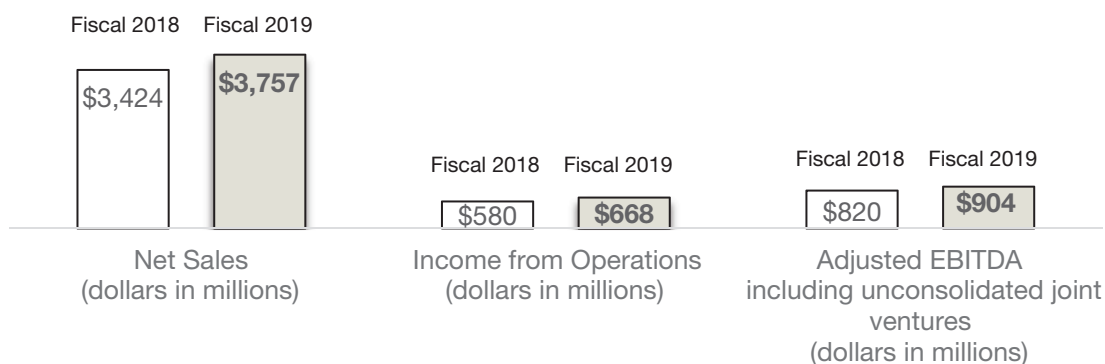 Fiscal 2018 Fiscal 2019
$3,424 $3,757
Net Sales
(dollars in millions)
Fiscal 2018 Fiscal 2019
$580 $668
Income from Operations
(dollars in millions)
Fiscal 2018 Fiscal 2019
$820 $904
Adjusted EBITDA
including unconsolidated joint
ventures
(dollars in millions)